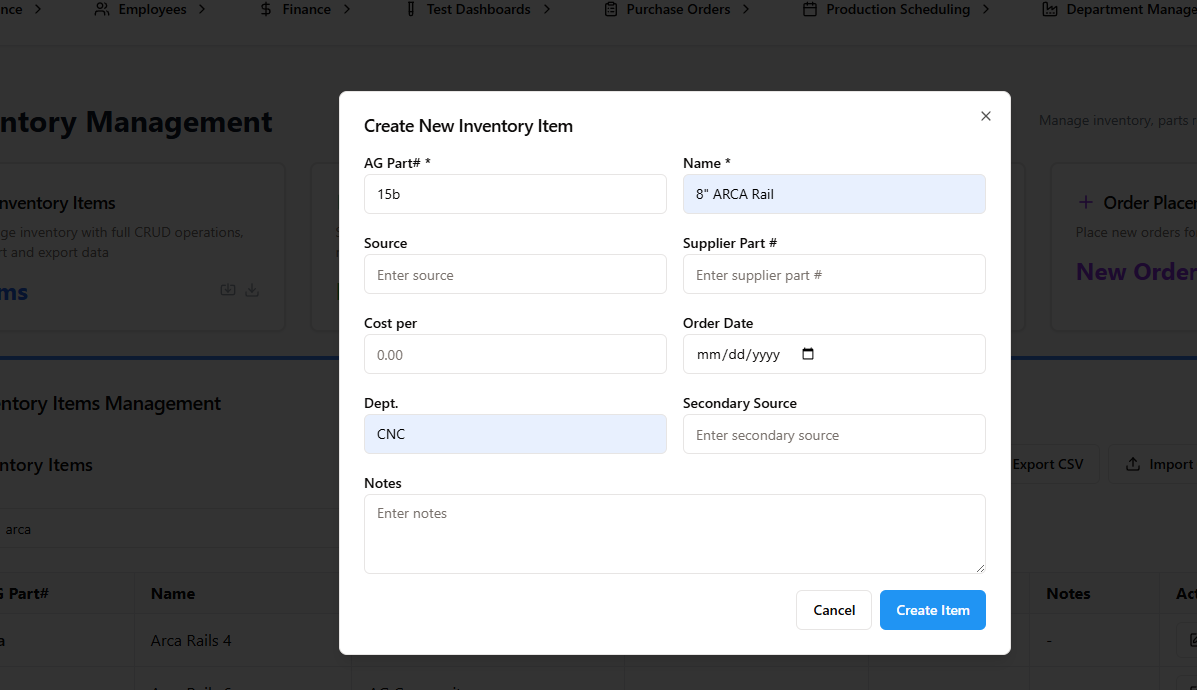 nce
Employees
Finance
Test Dashboards
Purchase Orders
Production Scheduling
Department Manage
ntory Management
Manage inventory, parts r
Create New Inventory Item
AG Part# *
Name *
15b
8" ARCA Rail
Source
Supplier Part #
Enter source
Enter supplier part #
Cost per
Order Date
0.00
mm/dd/yyyy
Dept.
Secondary Source
CNC
Enter secondary source
Notes
Enter notes
Cancel
Create Item
nventory Items
ge inventory with full CRUD operations,
rt and export data
ms
Order Placem
Place new orders fo
New Order
ntory Items Management
ntory Items
Export CSV
Import
arca
Part#
Name
Notes
Act
a
Arca Rails 4
-